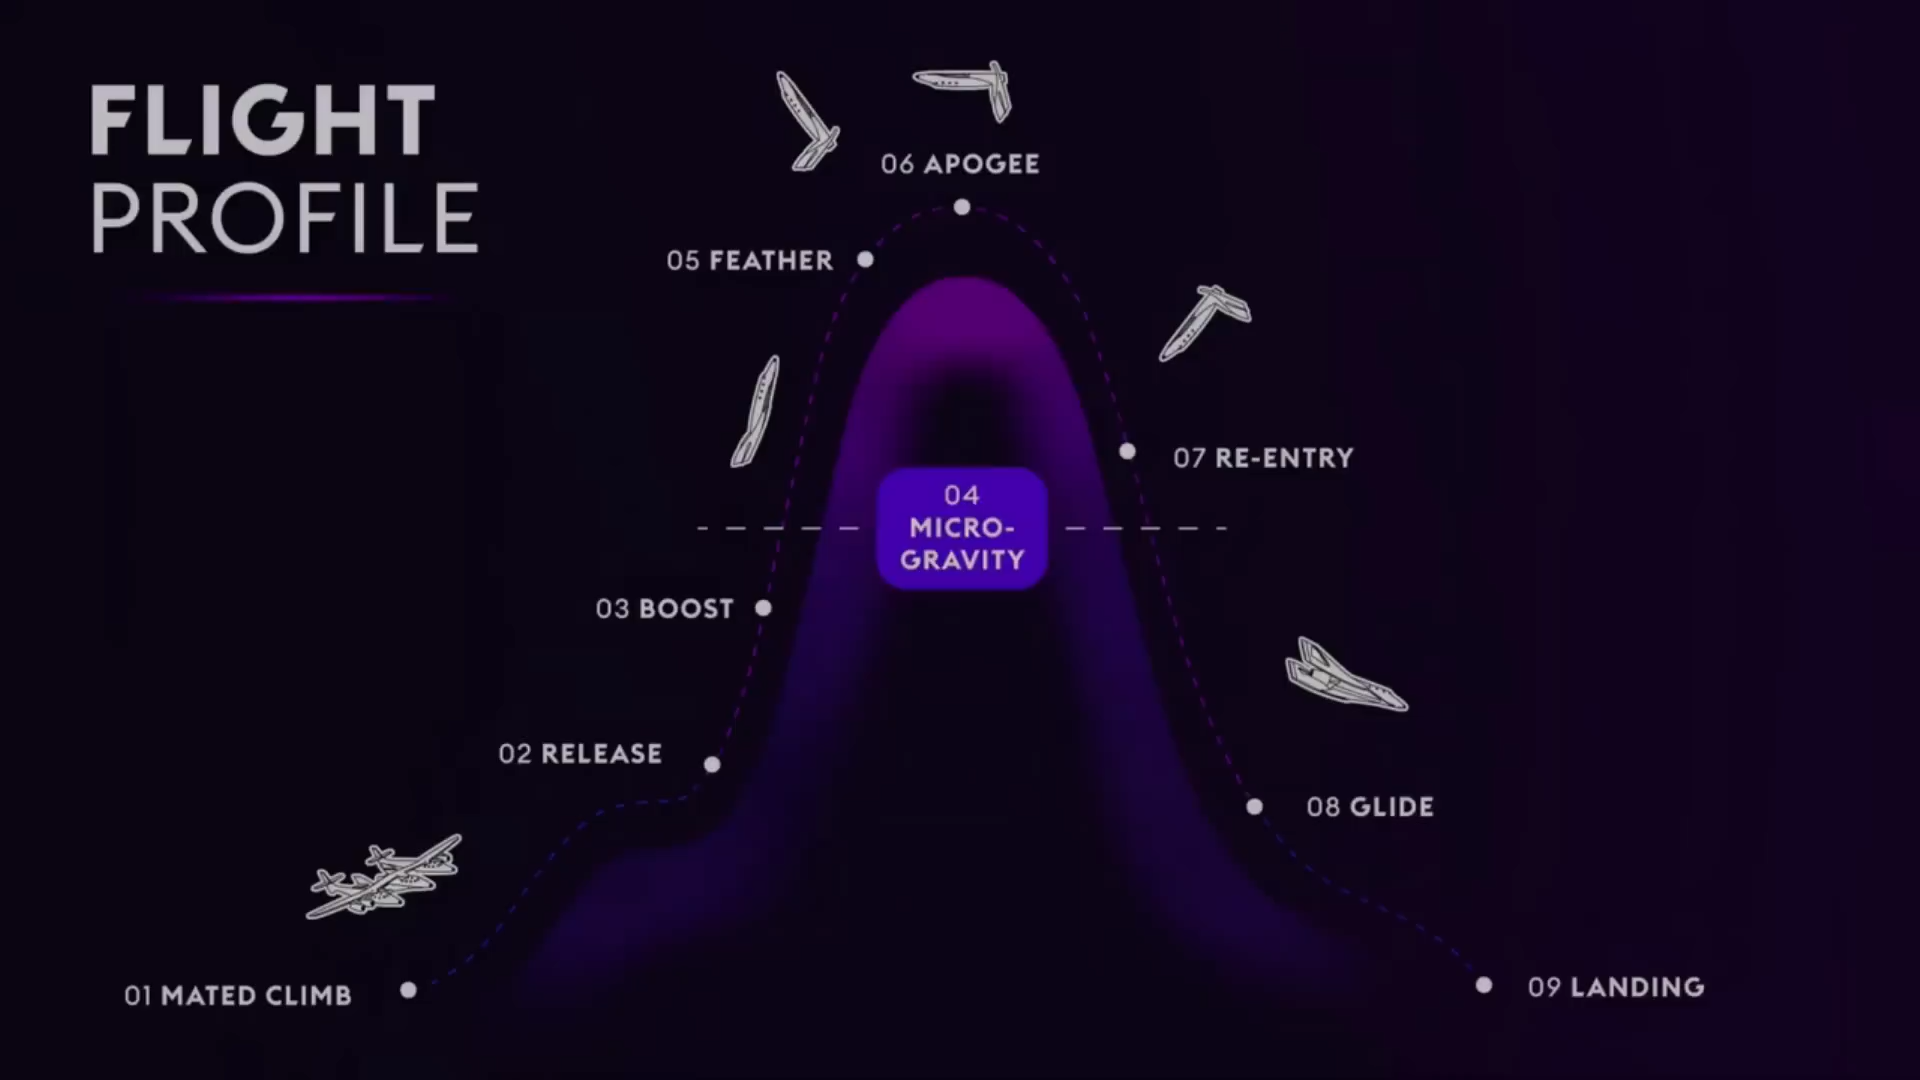 FLIGHT
PROFILE
06 APOGEE
05 FEATHER
07 RE-ENTRY
04
MICRO-
GRAVITY
03 BOOST
02 RELEASE
08 GLIDE
01 MATED CLIMB
09 LANDING